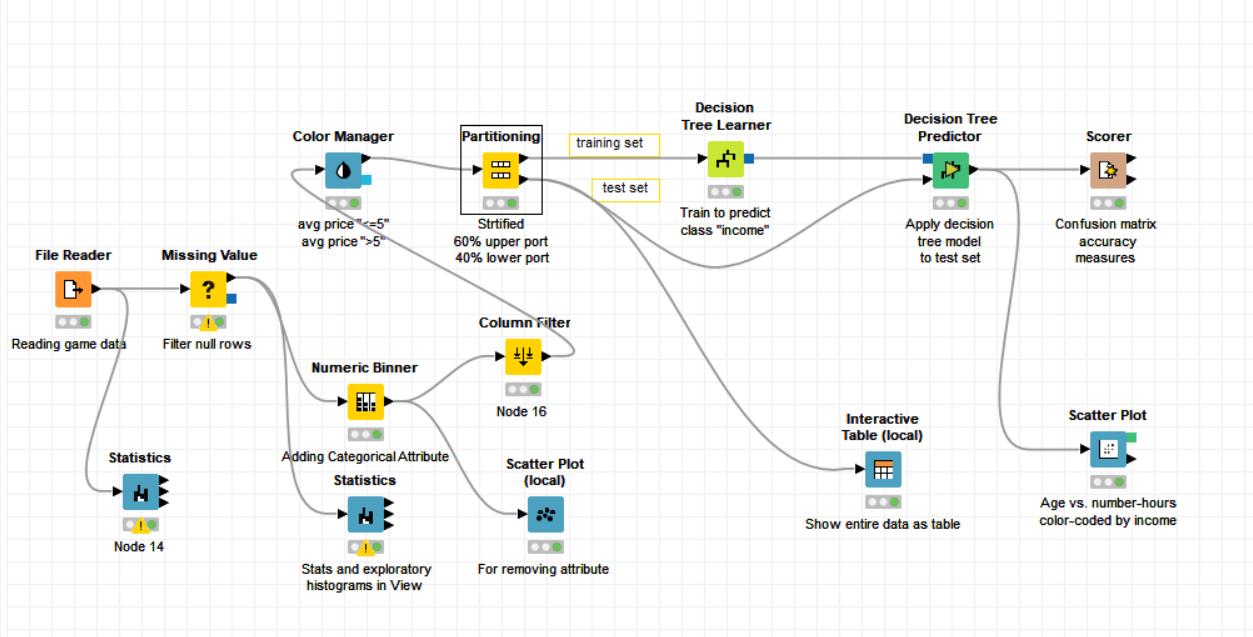 Decision
Tree Learner
Decision Tree
Predictor
Color Manager
Partitioning
training set
Scorer
test set
avg price "<=5"
avg price ">5"
Strtified
60% upper port
40% lower port
Train to predict
class "income"
Apply decision
tree model
to test set
Confusion matrix
accuracy
measures
File Reader
Missing Value
?
Reading game data
Filter null rows
Column Filter
Node 16
Numeric Binner
Adding Categorical Attribute
Interactive
Table (local)
Show entire data as table
Scatter Plot
Age vs. number-hours
color-coded by income
Statistics
Node 14
Statistics
Stats and exploratory
histograms in View
Scatter Plot
(local)
For removing attribute